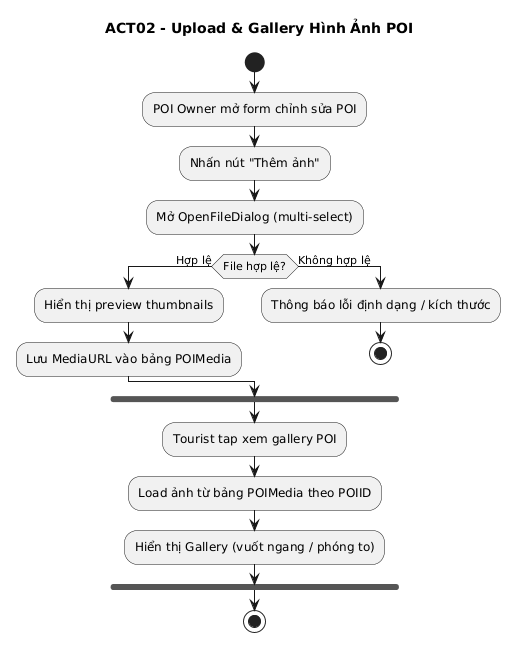 ACT02 - Upload & Gallery Hình Ảnh POI
POI Owner mở form chỉnh sửa POI
Nhấn nút "Thêm ảnh"
Mở OpenFileDialog (multi-select)
Hợp lệ
File hợp lệ?
Không hợp lệ
Hiển thị preview thumbnails
Thông báo lỗi định dạng / kích thước
Lưu MediaURL vào bảng POIMedia
Tourist tap xem gallery POI
Load ảnh từ bảng POIMedia theo POIID
Hiển thị Gallery (vuốt ngang / phóng to)